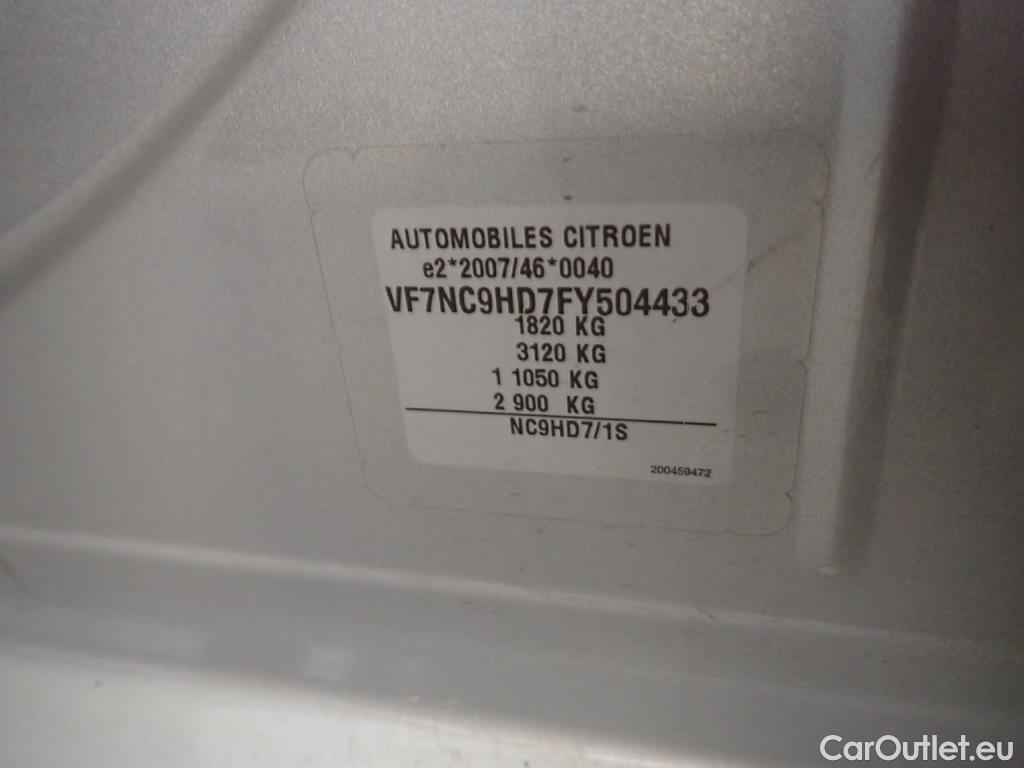 AUTOMOBILES CITROEN
e2*2007/46*0040
VF7NC9HD7FY504433
1820 KG
3120 KG
1 1050 KG
2 900 KG
NC9HD7/1S
200459472
CarOutlet.eu